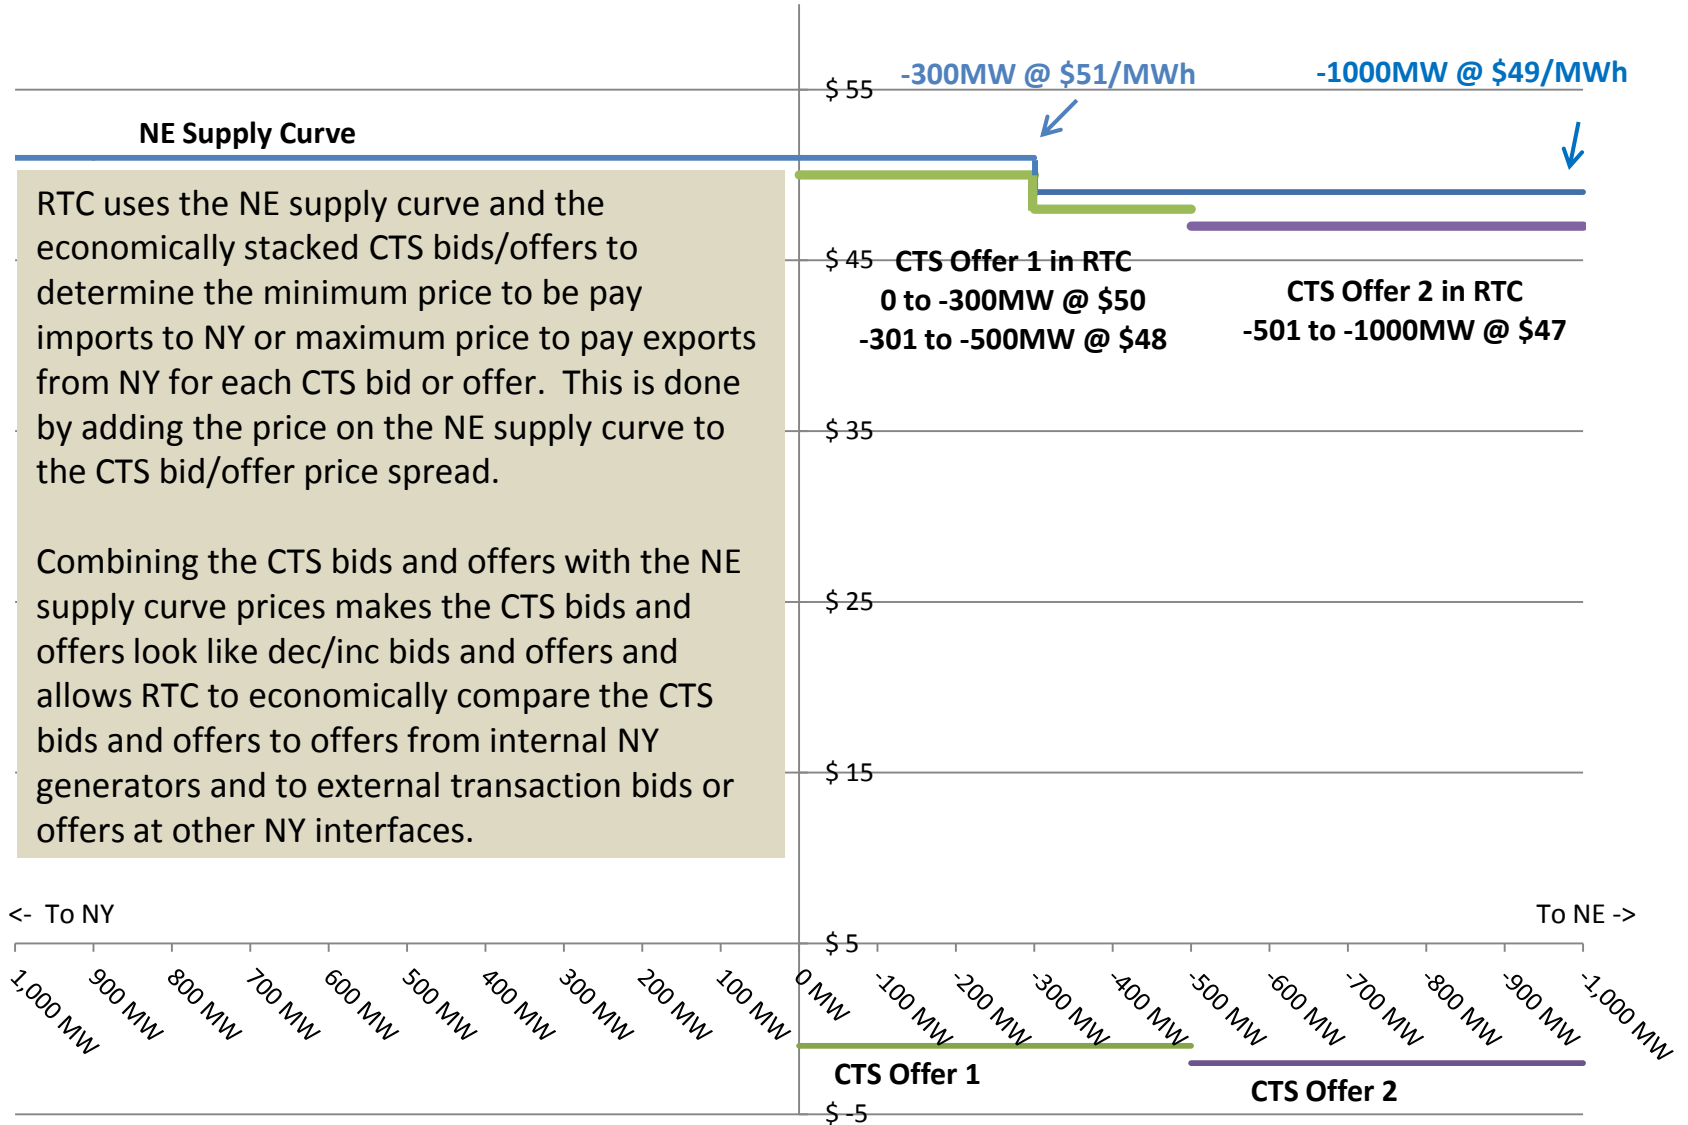 -300MW @ $51/MWh
-1000MW @ $49/MWh
$ 55
NE Supply Curve
RTC uses the NE supply curve and the
economically stacked CTS bids/offers to
determine the minimum price to be pay
imports to NY or maximum price to pay exports
from NY for each CTS bid or offer.  This is done
by adding the price on the NE supply curve to
the CTS bid/offer price spread.
Combining the CTS bids and offers with the NE
supply curve prices makes the CTS bids and
offers look like dec/inc bids and offers and
allows RTC to economically compare the CTS
bids and offers to offers from internal NY
generators and to external transaction bids or
offers at other NY interfaces.
$ 45
CTS Offer 1 in RTC
0 to -300MW @ $50
-301 to -500MW @ $48
CTS Offer 2 in RTC
-501 to -1000MW @ $47
$ 35
$ 25
$ 15
<- To NY
To NE ->
$ 5
1,000 MW
900 MW
800 MW
700 MW
600 MW
500 MW
400 MW
300 MW
200 MW
100 MW
0 MW
-100 MW
-200 MW
-300 MW
-400 MW
-500 MW
-600 MW
-700 MW
-800 MW
-900 MW
-1,000 MW
CTS Offer 1
CTS Offer 2
$ -5